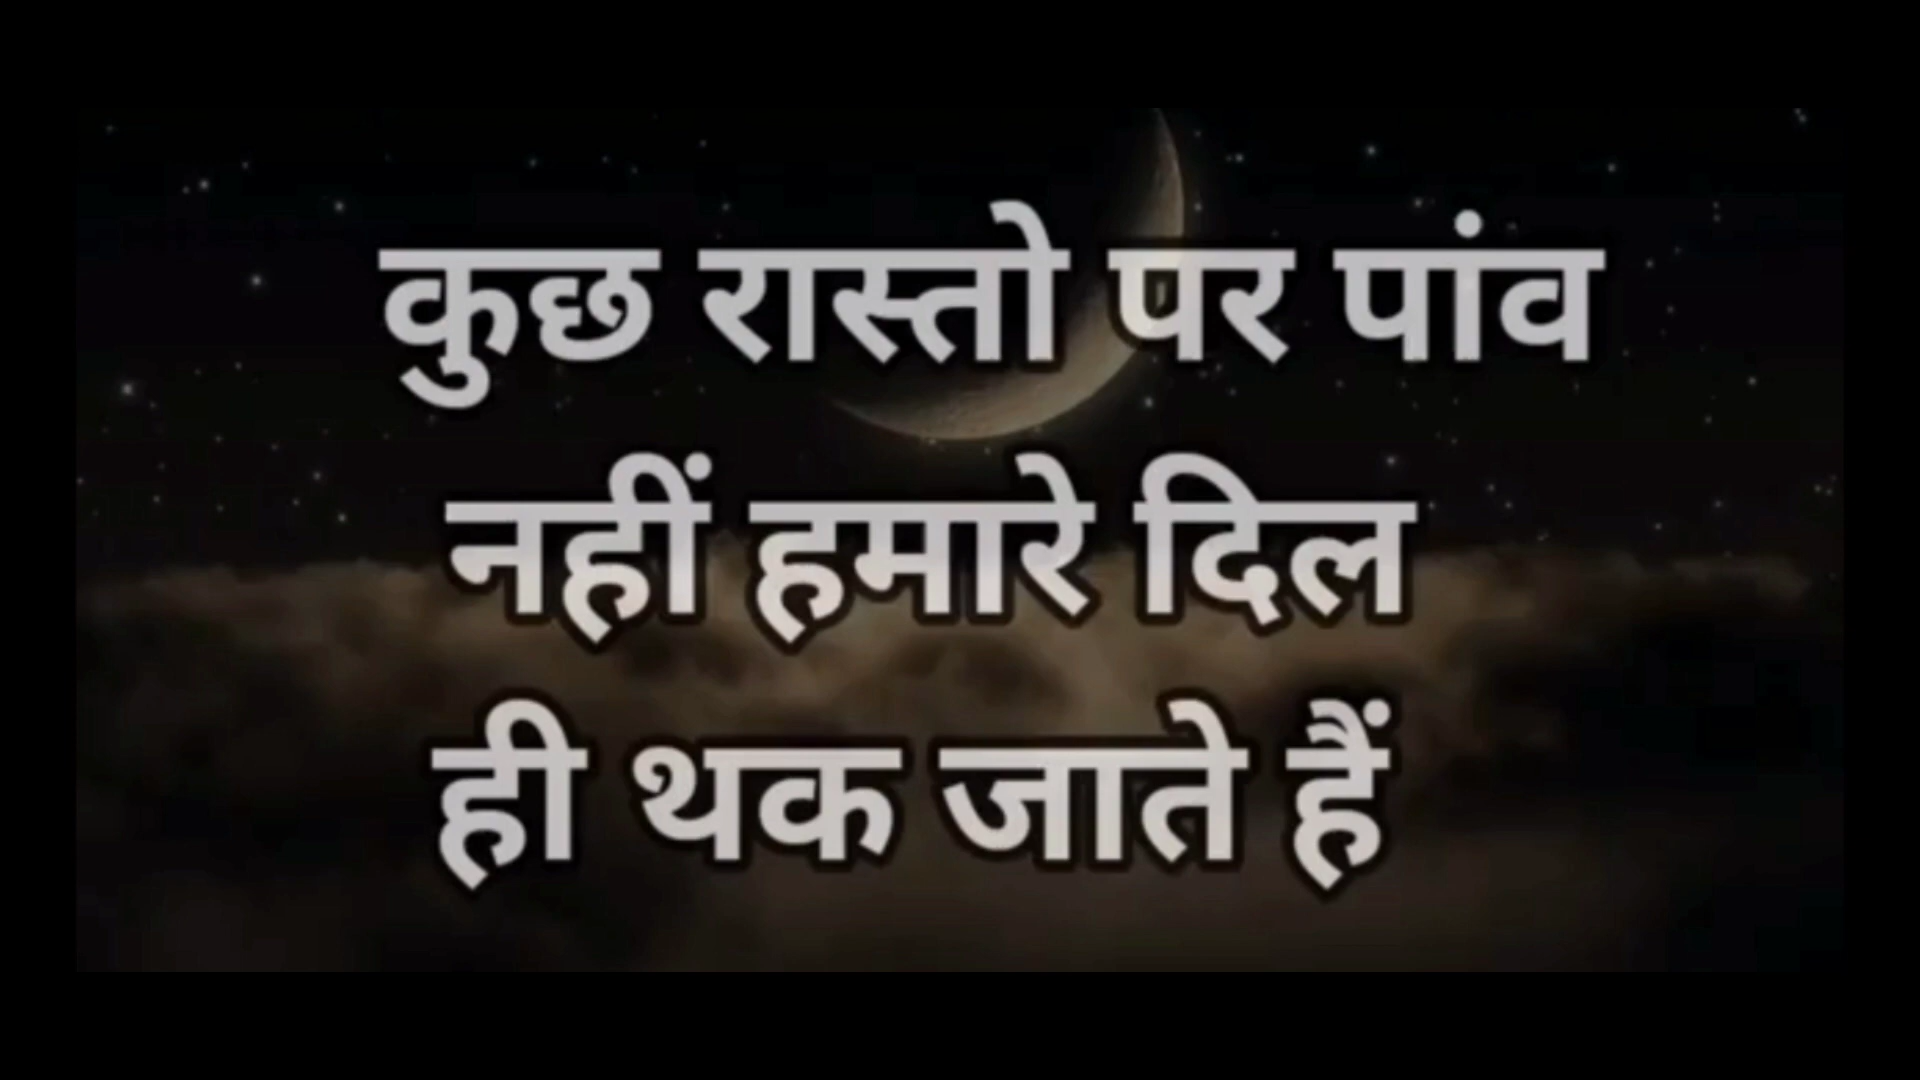 कुछ रास्तो पर पांव
नहीं हमारे दिल
ही थक जाते हैं